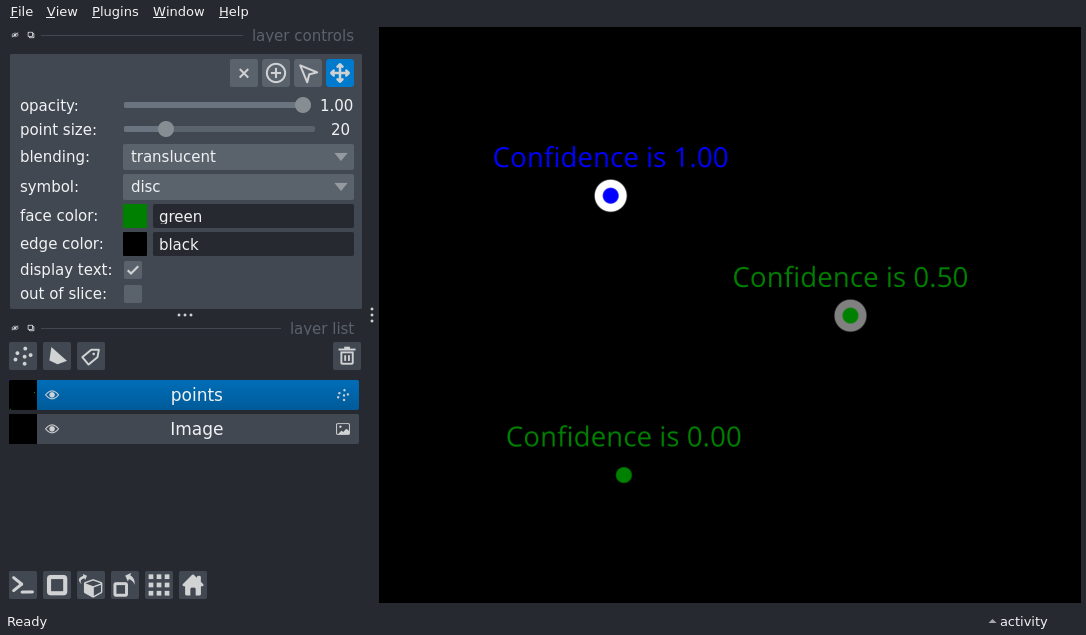 File View Plugins Window Help
layer controls
opacity: 1.00
point size: 20
blending: translucent
symbol: disc
face color: green
edge color: black
display text:
out of slice:
layer list
points
Image
Confidence is 1.00
Confidence is 0.50
Confidence is 0.00
Ready
activity